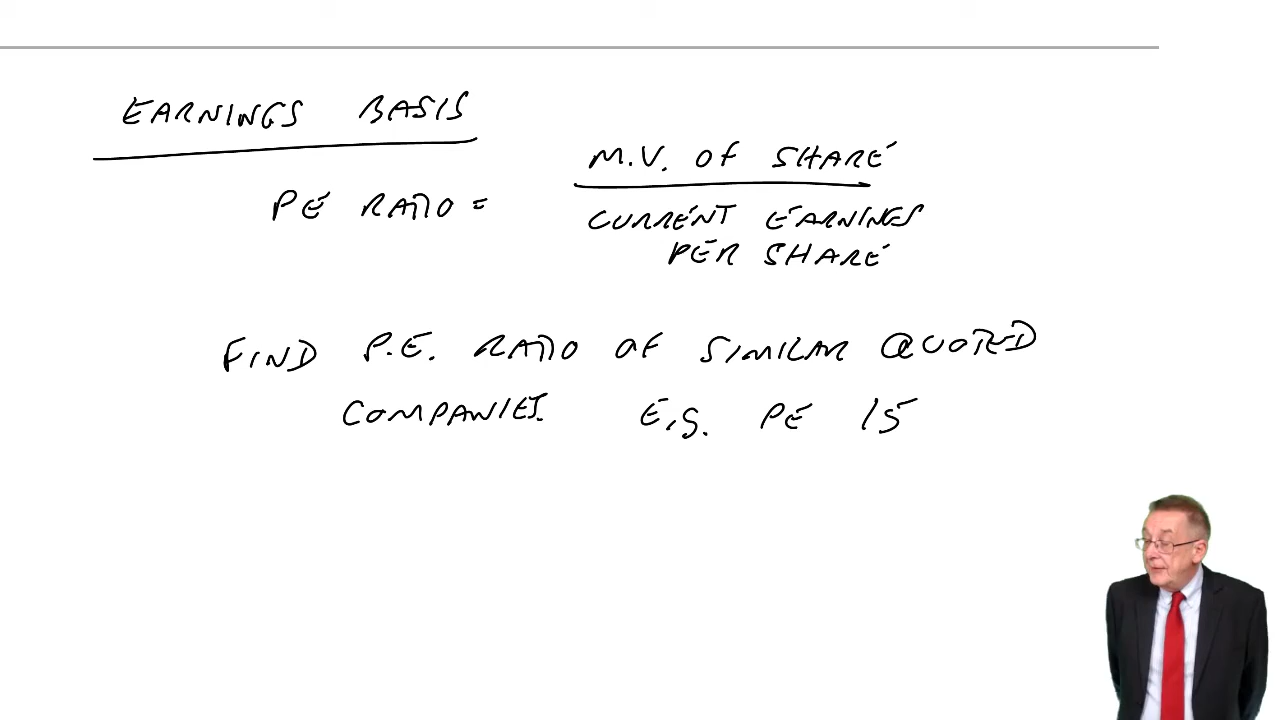 EARNINGS BASIS
PE RATIO = M.V. OF SHARE
CURRENT EARNINGS
PER SHARE
FIND P.E. RATIO OF SIMILAR QUOTED
COMPANIES. E.G. PE 15